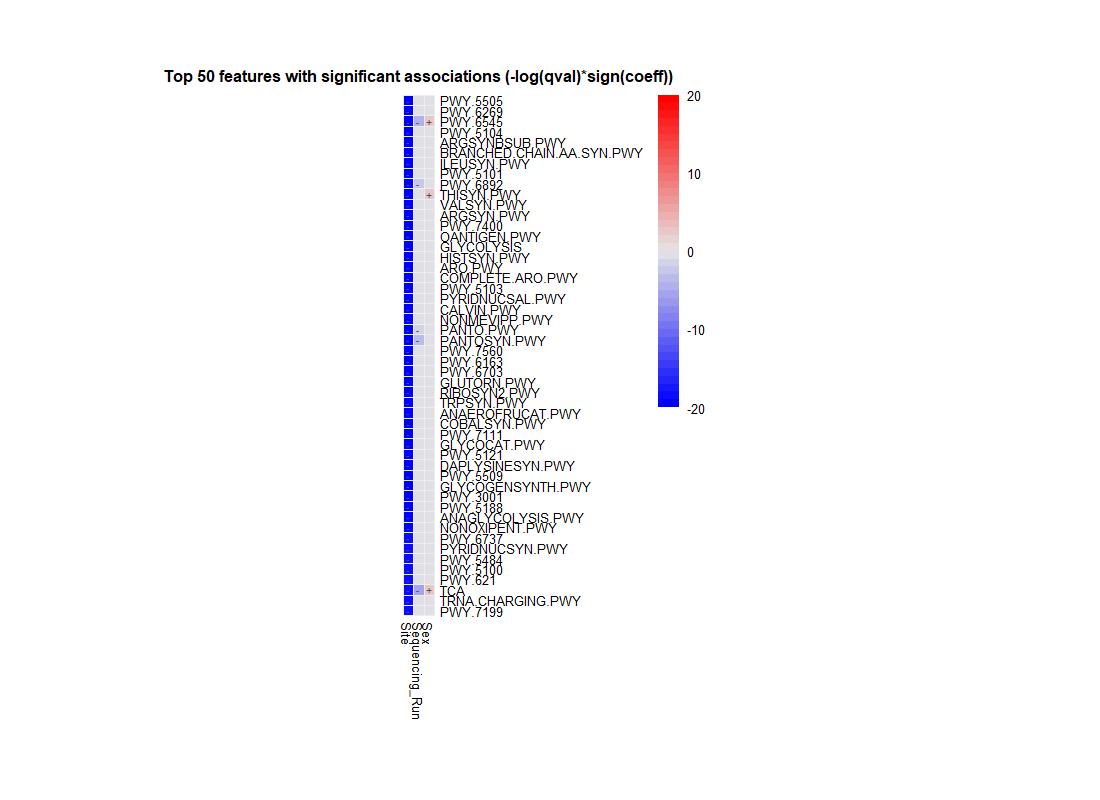 Top 50 features with significant associations (-log(qval)*sign(coeff))
PWY.5505
PWY.6269
- + PWY.6545
PWY.5104
ARGSYNBSUB.PWY
BRANCHED.CHAIN.AA.SYN.PWY
ILEUSYN.PWY
PWY.5101
- PWY.6892
+ THISYN.PWY
VALSYN.PWY
ARGSYN.PWY
PWY.7400
OANTIGEN.PWY
GLYCOLYSIS
HISTSYN.PWY
ARO.PWY
COMPLETE.ARO.PWY
PWY.5103
PYRIDNUCSAL.PWY
CALVIN.PWY
NONMEVIPP.PWY
- PANTO.PWY
- PANTOSYN.PWY
PWY.7560
PWY.6163
PWY.6703
GLUTORN.PWY
RIBOSYN2.PWY
TRPSYN.PWY
ANAEROFRUCAT.PWY
COBALSYN.PWY
PWY.7111
GLYCOCAT.PWY
PWY.5121
DAPLYSINESYN.PWY
PWY.5509
GLYCOGENSYNTH.PWY
PWY.3001
PWY.5188
ANAGLYCOLYSIS.PWY
NONOXIPENT.PWY
PWY.6737
PYRIDNUCSYN.PWY
PWY.5484
PWY.5100
PWY.621
- + TCA
TRNA.CHARGING.PWY
PWY.7199
20
10
0
-10
-20
Site
Sequencing_Run
Sex